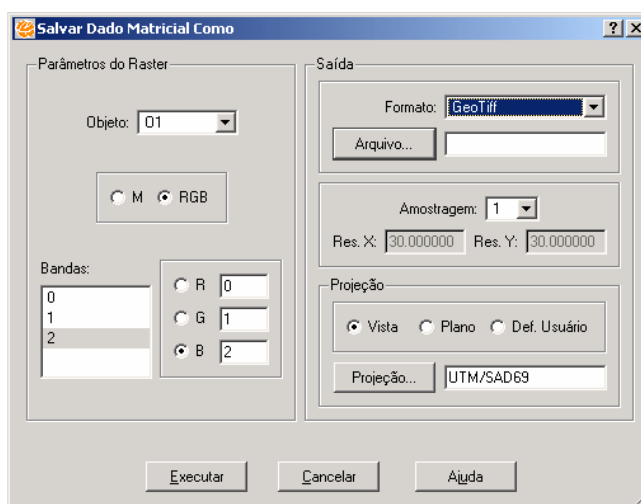 Salvar Dado Matricial Como
Parâmetros do Raster
Objeto: 01
M RGB
Bandas:
0
1
2
R 0
G 1
B 2
Saída
Formato: GeoTiff
Arquivo...
Amostragem: 1
Res. X: 30.000000 Res. Y: 30.000000
Projeção
Vista Plano Def. Usuário
Projeção... UTM/SAD69
Executar Cancelar Ajuda